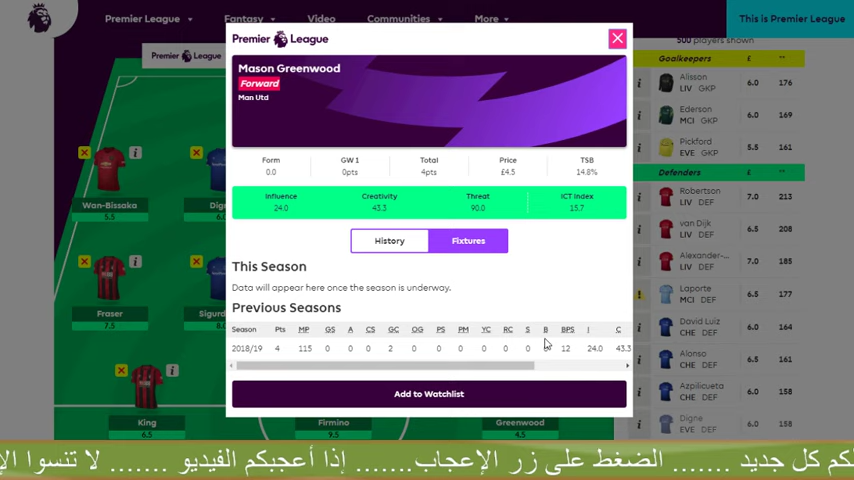 Premier League
Fantasy
Video
Communities
More
This is Premier League
Premier League
Premier League
Mason Greenwood
Forward
Man Utd
Form GW 1 Total Price TSB
0.0 0pts 4pts £4.5 14.8%
Influence Creativity Threat ICT Index
24.0 43.3 90.0 15.7
History Fixtures
This Season
Data will appear here once the season is underway.
Previous Seasons
Season Pts MP GS A CS GC OG PS PM YC RC S B BPS I C
2018/19 4 115 0 0 0 2 0 0 0 0 0 0 12 24.0 43.3
Add to Watchlist
Wan-Bissaka
5.5
Fraser
7.5
King
6.5
Firmino
9.5
Greenwood
4.5
500 players shown
Goalkeepers £ **
Alisson
LIV GKP 6.0 176
Ederson
MCI GKP 6.0 169
Pickford
EVE GKP 5.5 161
Defenders £ **
Robertson
LIV DEF 7.0 213
van Dijk
LIV DEF 6.5 208
Alexander-...
LIV DEF 7.0 185
Laporte
MCI DEF 6.5 177
David Luiz
CHE DEF 6.0 159
Alonso
CHE DEF 6.5 161
Azpilicueta
CHE DEF 6.0 158
Digne
EVE DEF 6.0 158
كل جديد ....... الضغط على زر الإعجاب ....... إذا أعجبكم الفيديو ....... لا تنسوا